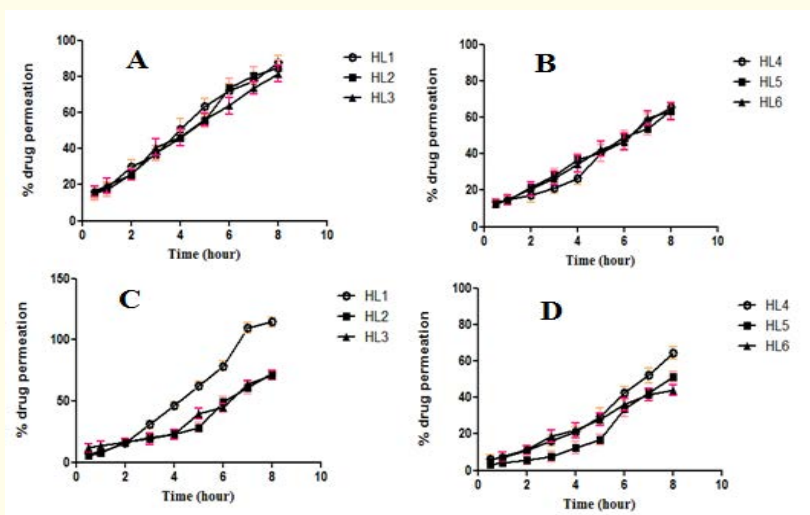 A
100
80
60
40
20
0
% drug permeation
0 2 4 6 8 10
Time (hour)
HL1
HL2
HL3
B
100
80
60
40
20
0
% drug permeation
0 2 4 6 8 10
Time (hour)
HL4
HL5
HL6
C
150
100
50
0
% drug permeation
0 2 4 6 8 10
Time (hour)
HL1
HL2
HL3
D
100
80
60
40
20
0
% drug permeation
0 2 4 6 8 10
Time (hour)
HL4
HL5
HL6